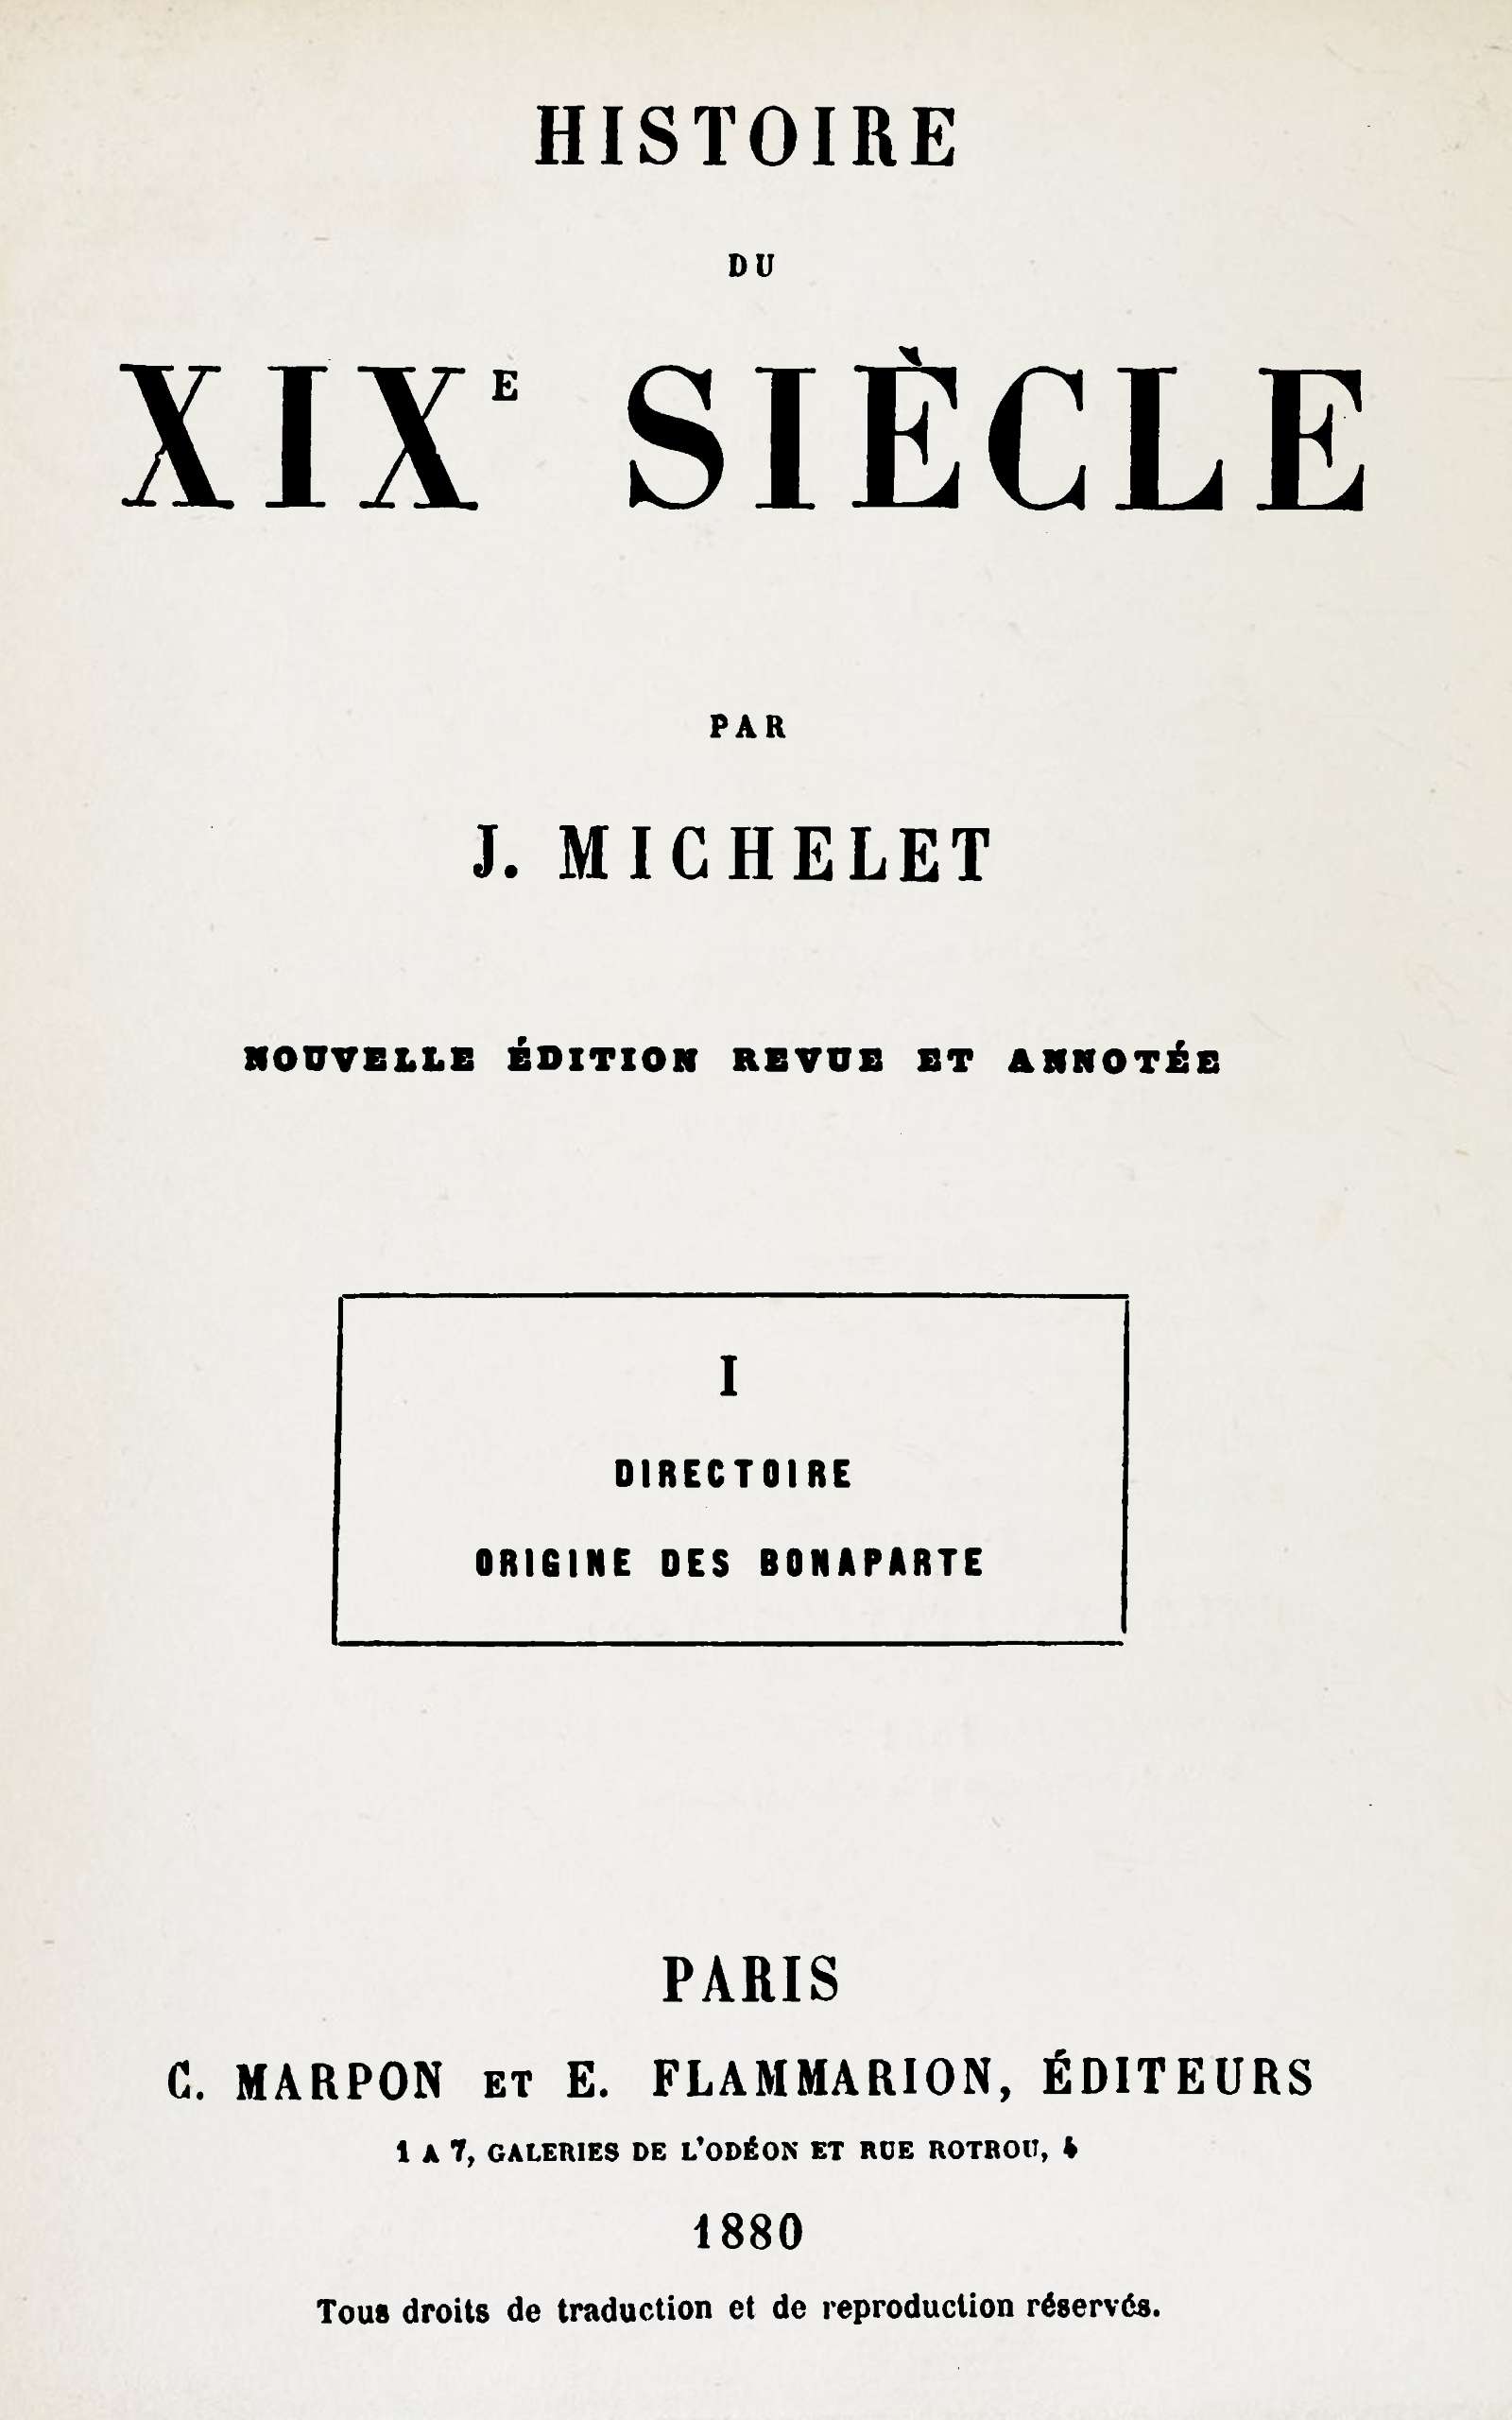 HISTOIRE
DU
XIXE SIÈCLE
PAR
J. MICHELET
NOUVELLE ÉDITION REVUE ET ANNOTÉE
I
DIRECTOIRE
ORIGINE DES BONAPARTE
PARIS
C. MARPON ET E. FLAMMARION, ÉDITEURS
1 A 7, GALERIES DE L'ODÉON ET RUE ROTROU, 4
1880
Tous droits de traduction et de reproduction réservés.